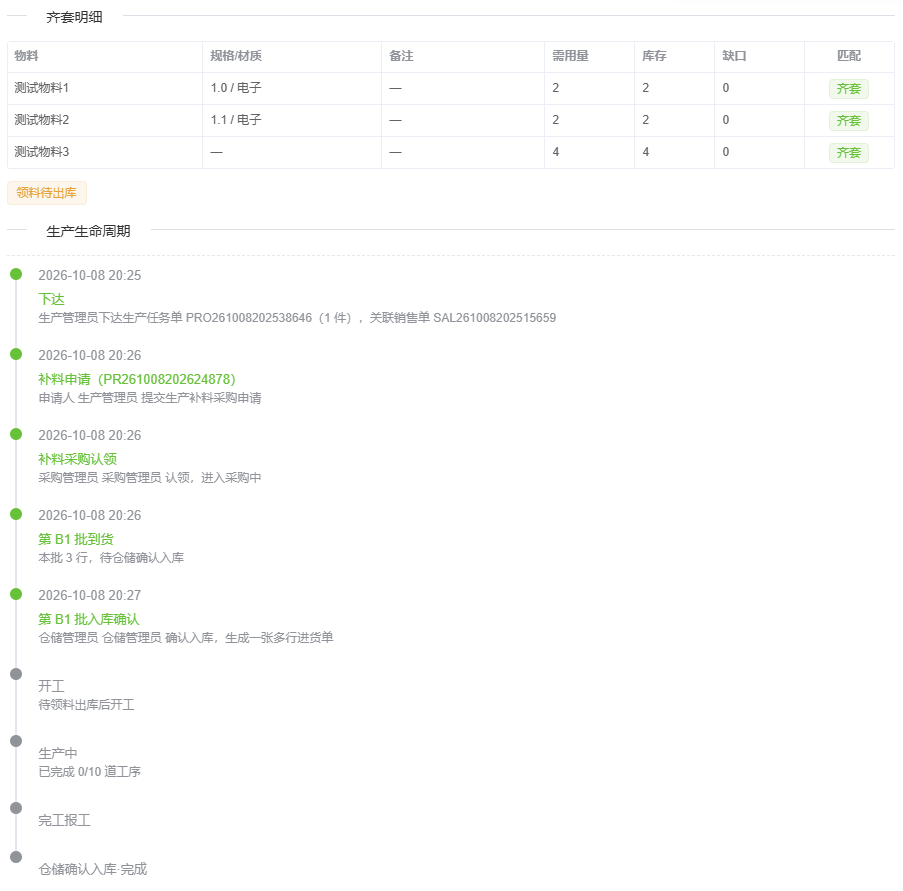 齐套明细
物料 规格/材质 备注 需用量 库存 缺口 匹配
测试物料1 1.0 / 电子 — 2 2 0 齐套
测试物料2 1.1 / 电子 — 2 2 0 齐套
测试物料3 — — 4 4 0 齐套
领料待出库
生产生命周期
2026-10-08 20:25
下达
生产管理员下达生产任务单 PRO261008202538646（1 件），关联销售单 SAL261008202515659
2026-10-08 20:26
补料申请（PR261008202624878）
申请人 生产管理员 提交生产补料采购申请
2026-10-08 20:26
补料采购认领
采购管理员 采购管理员 认领，进入采购中
2026-10-08 20:26
第 B1 批到货
本批 3 行，待仓储确认入库
2026-10-08 20:27
第 B1 批入库确认
仓储管理员 仓储管理员 确认入库，生成一张多行进货单
开工
待领料出库后开工
生产中
已完成 0/10 道工序
完工报工
仓储确认入库·完成